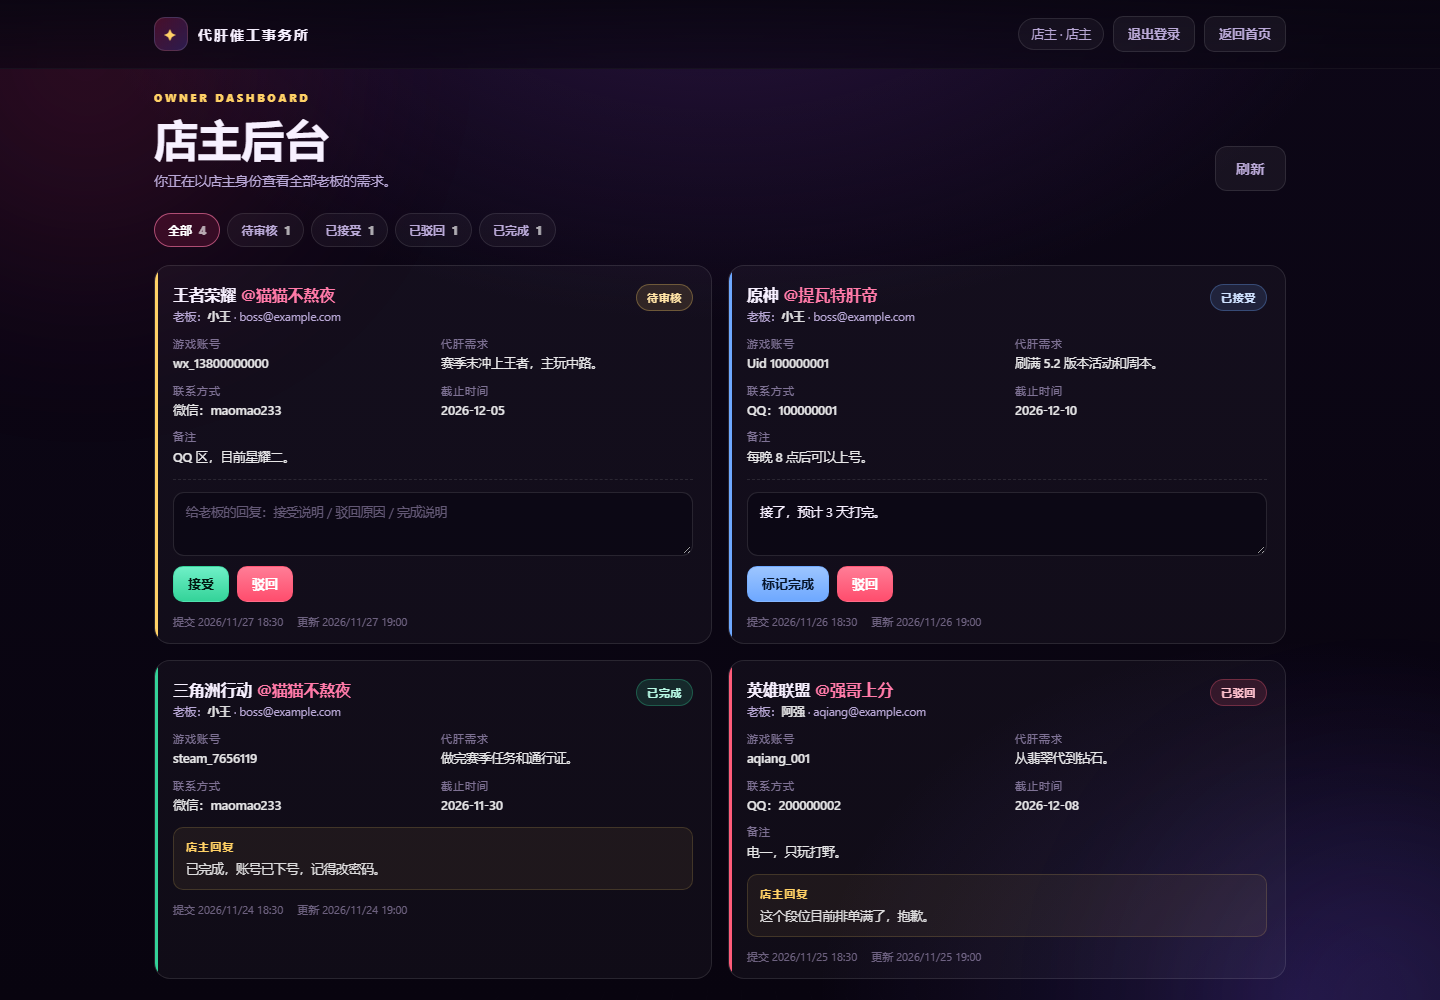 代肝催工事务所
店主 · 店主
退出登录
返回首页
OWNER DASHBOARD
店主后台
你正在以店主身份查看全部老板的需求。
刷新
全部 4
待审核 1
已接受 1
已驳回 1
已完成 1
王者荣耀 @猫猫不熬夜
待审核
老板：小王 · boss@example.com
游戏账号
wx_13800000000
代肝需求
赛季末冲上王者，主玩中路。
联系方式
微信：maomao233
截止时间
2026-12-05
备注
QQ 区，目前星耀二。
给老板的回复：接受说明 / 驳回原因 / 完成说明
接受
驳回
提交 2026/11/27 18:30 更新 2026/11/27 19:00
原神 @提瓦特肝帝
已接受
老板：小王 · boss@example.com
游戏账号
Uid 100000001
代肝需求
刷满 5.2 版本活动和周本。
联系方式
QQ：100000001
截止时间
2026-12-10
备注
每晚 8 点后可以上号。
接了，预计 3 天打完。
标记完成
驳回
提交 2026/11/26 18:30 更新 2026/11/26 19:00
三角洲行动 @猫猫不熬夜
已完成
老板：小王 · boss@example.com
游戏账号
steam_7656119
代肝需求
做完赛季任务和通行证。
联系方式
微信：maomao233
截止时间
2026-11-30
店主回复
已完成，账号已下号，记得改密码。
提交 2026/11/24 18:30 更新 2026/11/24 19:00
英雄联盟 @强哥上分
已驳回
老板：阿强 · aqiang@example.com
游戏账号
aqiang_001
代肝需求
从翡翠代到钻石。
联系方式
QQ：200000002
截止时间
2026-12-08
备注
电一，只玩打野。
店主回复
这个段位目前排单满了，抱歉。
提交 2026/11/25 18:30 更新 2026/11/25 19:00